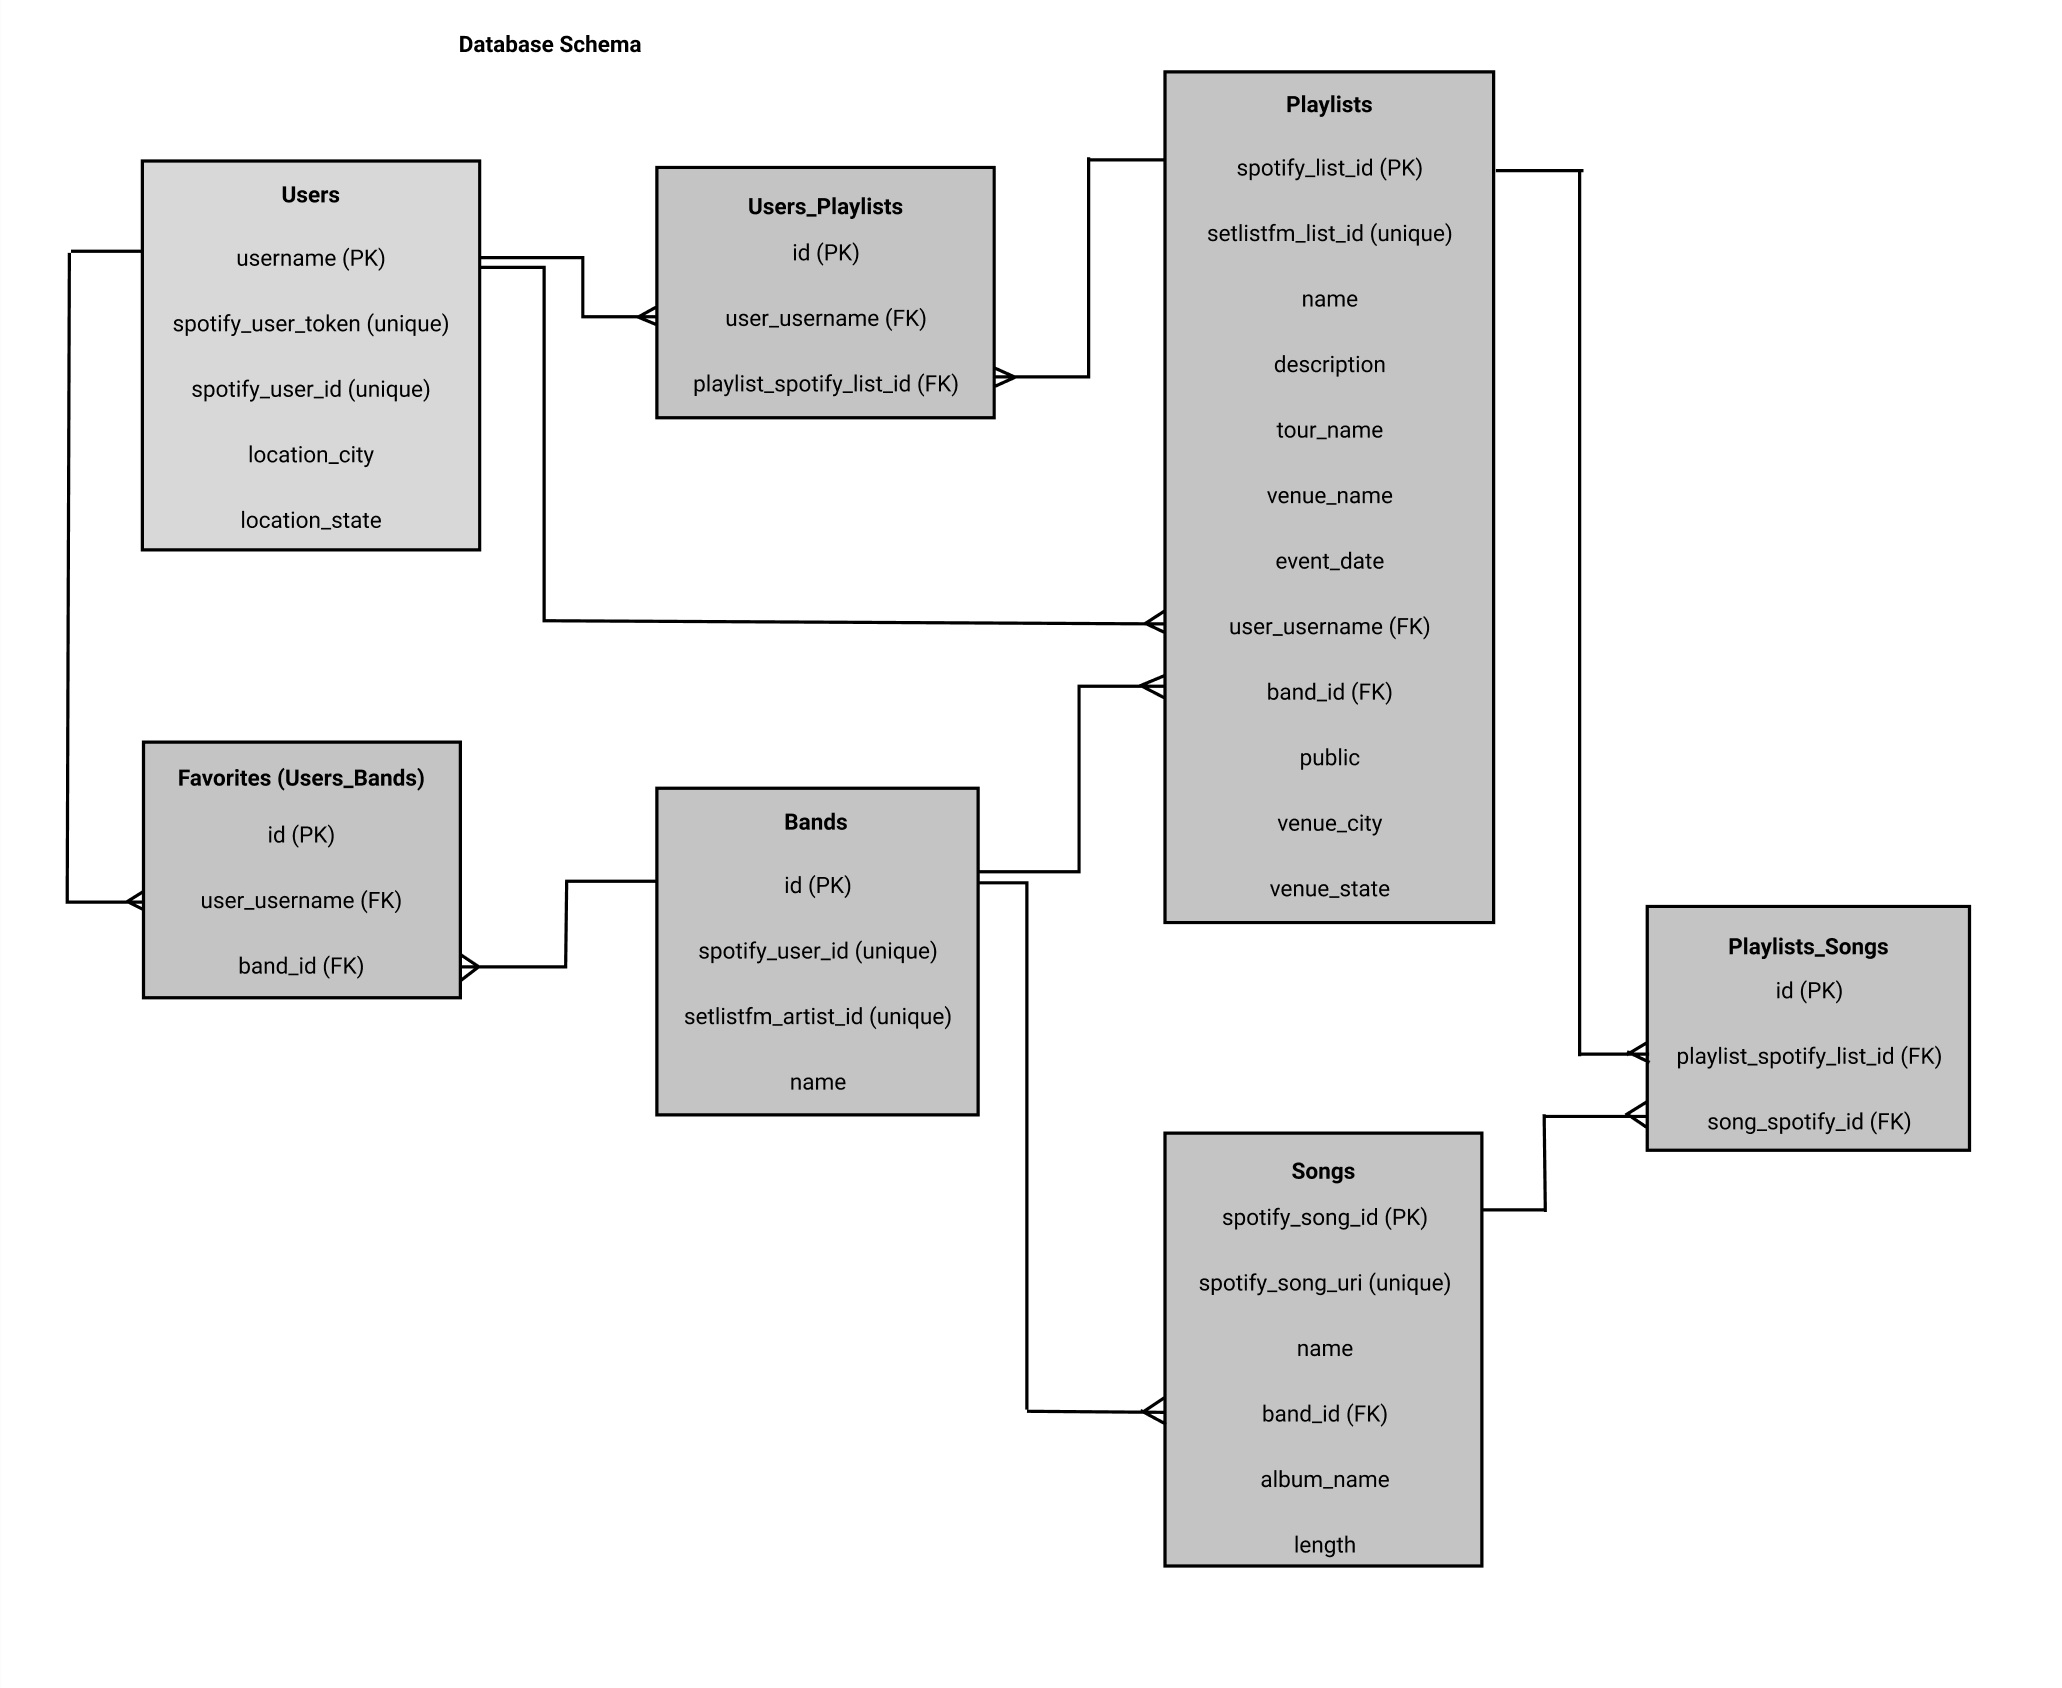 Database Schema
Users
username (PK)
spotify_user_token (unique)
spotify_user_id (unique)
location_city
location_state
Users_Playlists
id (PK)
user_username (FK)
playlist_spotify_list_id (FK)
Playlists
spotify_list_id (PK)
setlistfm_list_id (unique)
name
description
tour_name
venue_name
event_date
user_username (FK)
band_id (FK)
public
venue_city
venue_state
Favorites (Users_Bands)
id (PK)
user_username (FK)
band_id (FK)
Bands
id (PK)
spotify_user_id (unique)
setlistfm_artist_id (unique)
name
Playlists_Songs
id (PK)
playlist_spotify_list_id (FK)
song_spotify_id (FK)
Songs
spotify_song_id (PK)
spotify_song_uri (unique)
name
band_id (FK)
album_name
length